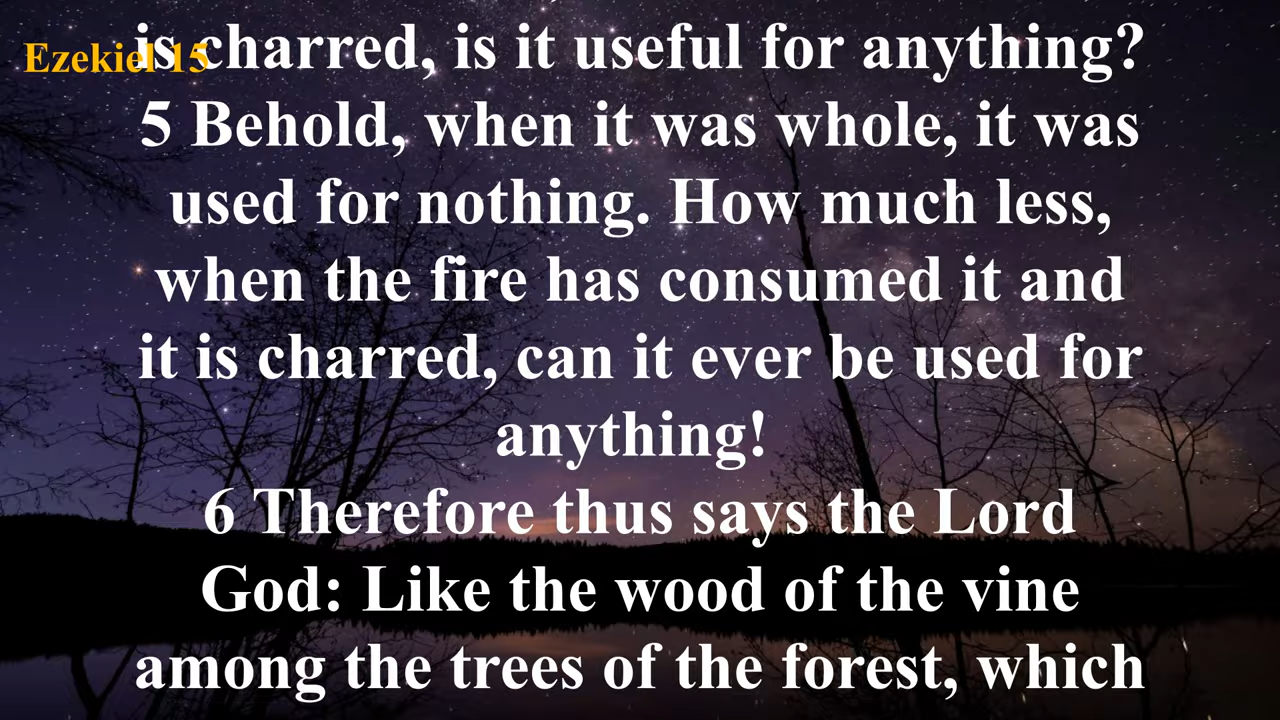 Ezekiel 15
is charred, is it useful for anything?
5 Behold, when it was whole, it was
used for nothing. How much less,
when the fire has consumed it and
it is charred, can it ever be used for
anything!
6 Therefore thus says the Lord
God: Like the wood of the vine
among the trees of the forest, which